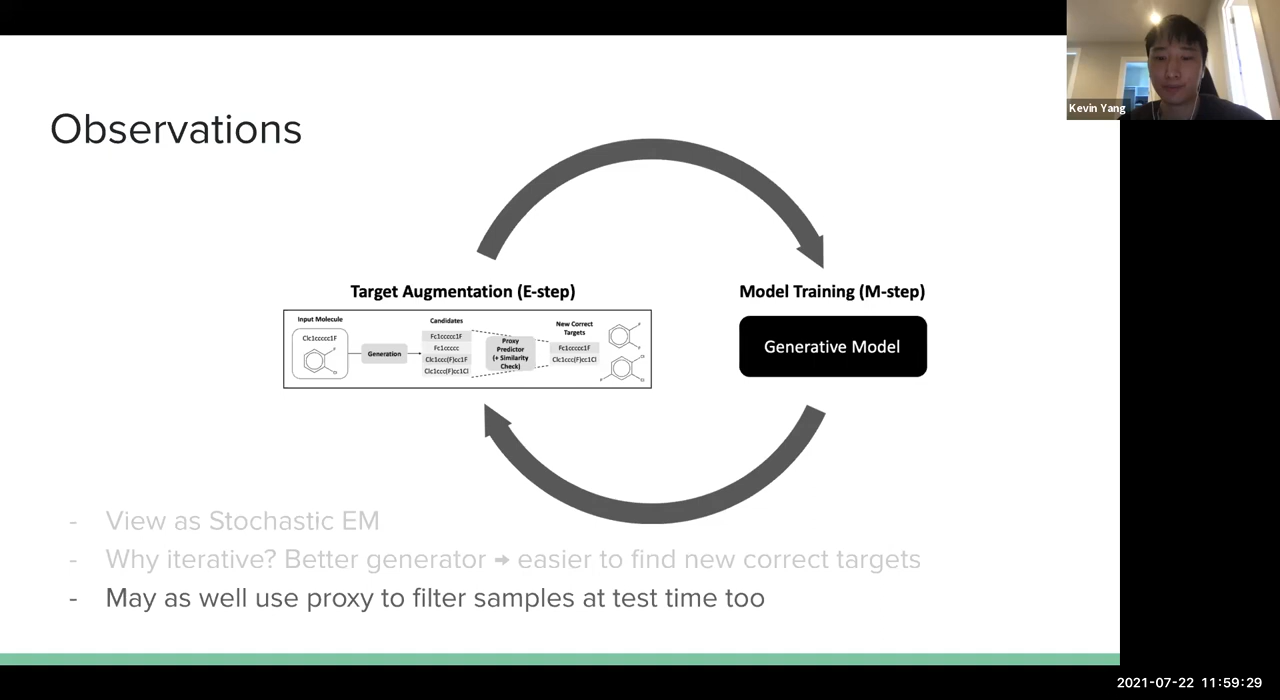 Kevin Yang
Observations
Target Augmentation (E-step)
Model Training (M-step)
Input Molecule
Clc1ccccc1F
F
Cl
Generation
Candidates
Fc1ccccc1F
Fc1ccccc
Clc1ccc(F)cc1F
Clc1ccc(F)cc1Cl
Proxy
Predictor
(+ Similarity
Check)
New Correct
Targets
Fc1ccccc1F
Clc1ccc(F)cc1Cl
F
F
Cl
F
Cl
Generative Model
- View as Stochastic EM
- Why iterative? Better generator → easier to find new correct targets
- May as well use proxy to filter samples at test time too
2021-07-22 11:59:29